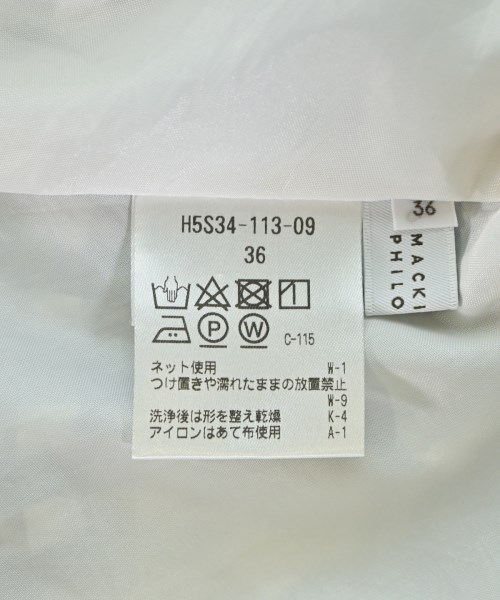 H5S34-113-09
36
P W C-115
ネット使用 W-1
つけ置きや濡れたままの放置禁止
W-9
洗浄後は形を整え乾燥 K-4
アイロンはあて布使用 A-1
36
MACKI
PHILO